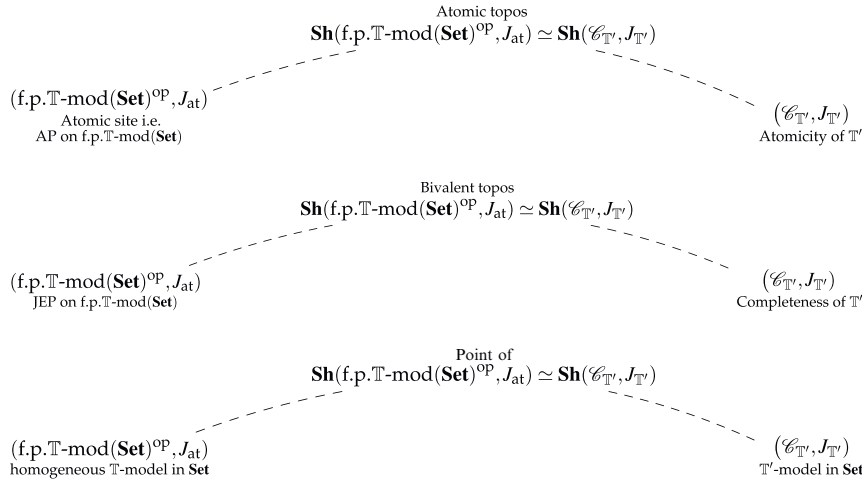 Atomic topos
Sh(f.p.𝕋-mod(Set)ᵒᵖ, J_at) ≃ Sh(𝒞_𝕋′, J_𝕋′)
(f.p.𝕋-mod(Set)ᵒᵖ, J_at)
Atomic site i.e.
AP on f.p.𝕋-mod(Set)
(𝒞_𝕋′, J_𝕋′)
Atomicity of 𝕋′
Bivalent topos
Sh(f.p.𝕋-mod(Set)ᵒᵖ, J_at) ≃ Sh(𝒞_𝕋′, J_𝕋′)
(f.p.𝕋-mod(Set)ᵒᵖ, J_at)
JEP on f.p.𝕋-mod(Set)
(𝒞_𝕋′, J_𝕋′)
Completeness of 𝕋′
Point of
Sh(f.p.𝕋-mod(Set)ᵒᵖ, J_at) ≃ Sh(𝒞_𝕋′, J_𝕋′)
(f.p.𝕋-mod(Set)ᵒᵖ, J_at)
homogeneous 𝕋-model in Set
(𝒞_𝕋′, J_𝕋′)
𝕋′-model in Set